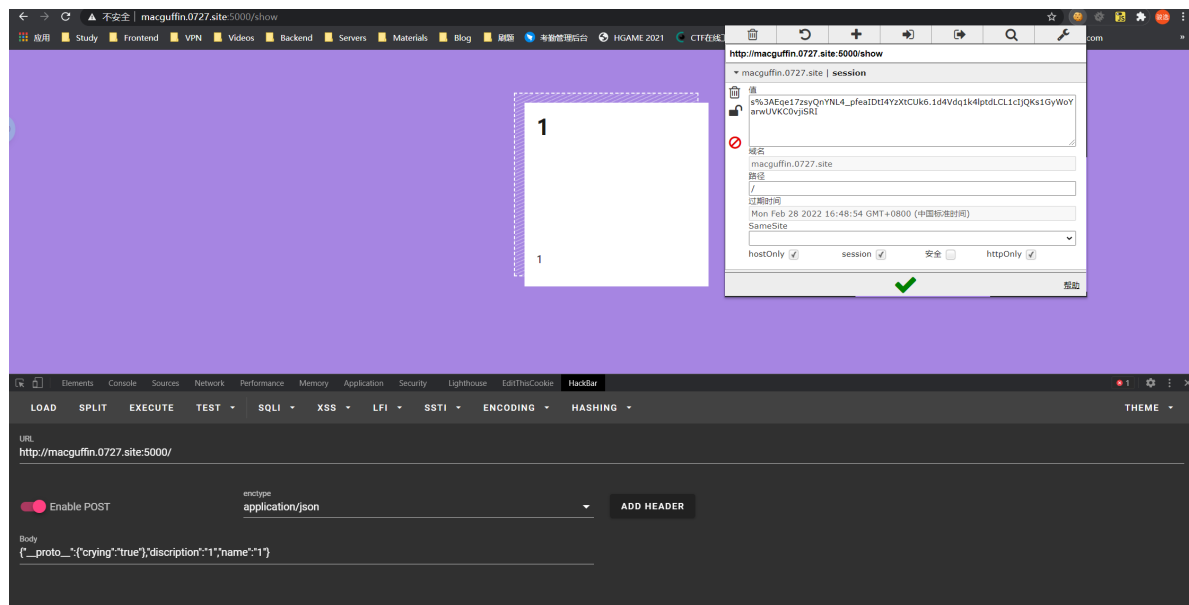 不安全 | macguffin.0727.site:5000/show
应用 Study Frontend VPN Videos Backend Servers Materials Blog 刷题 考勤管理后台 HGAME 2021 CTF在线工 com »
http://macguffin.0727.site:5000/show
macguffin.0727.site | session
值
s%3AEqe17zsyQnYNL4_pfeaIDtI4YzXtCUk6.1d4Vdq1k4lptdLCL1cIjQKs1GyWoY
arwUVKC0vjiSRI
域名
macguffin.0727.site
路径
/
过期时间
Mon Feb 28 2022 16:48:54 GMT+0800 (中国标准时间)
SameSite
hostOnly session 安全 httpOnly
帮助
1
1
Elements Console Sources Network Performance Memory Application Security Lighthouse EditThisCookie HackBar 1
LOAD SPLIT EXECUTE TEST SQLI XSS LFI SSTI ENCODING HASHING THEME
URL
http://macguffin.0727.site:5000/
Enable POST
enctype
application/json
ADD HEADER
Body
{"__proto__":{"crying":"true"},"discription":"1","name":"1"}